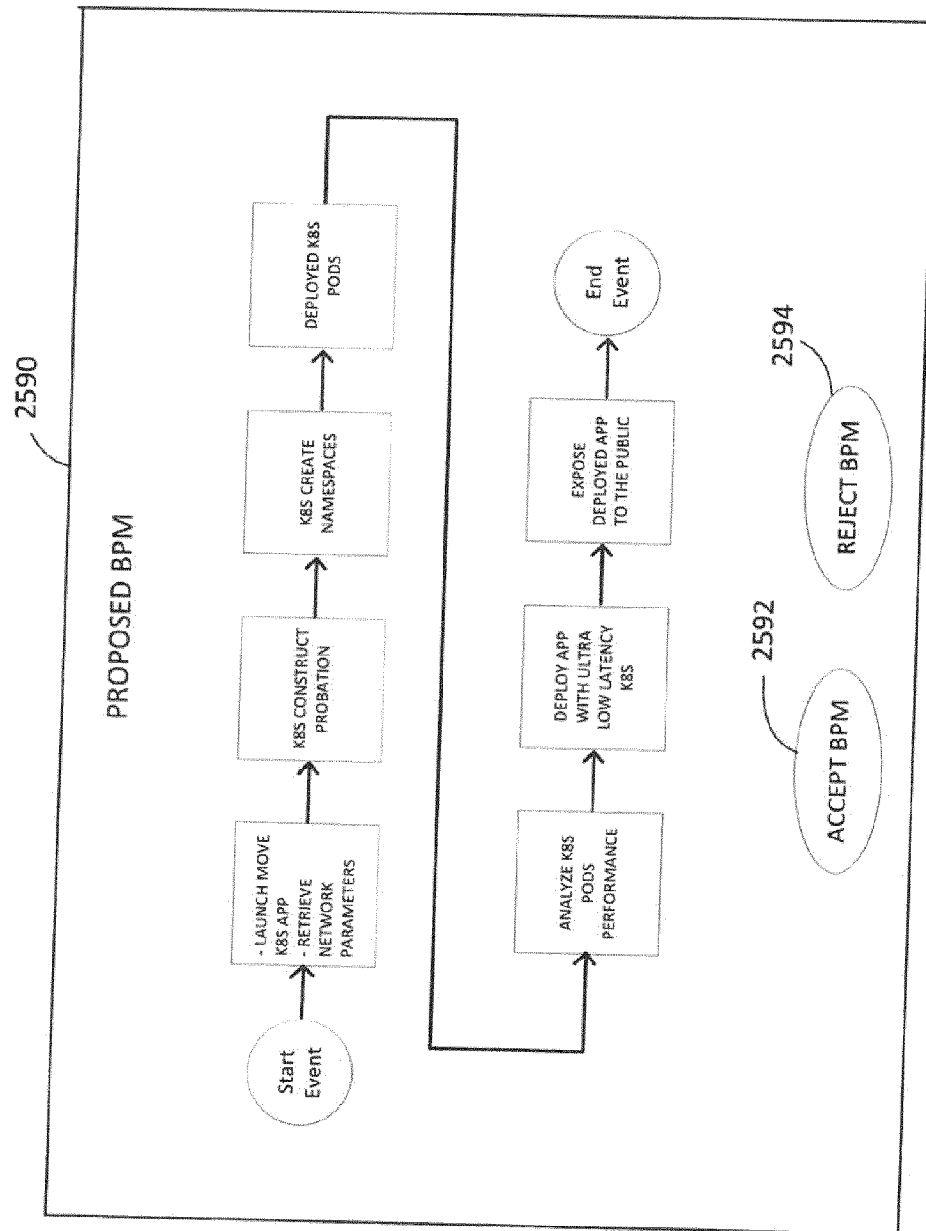 2590
PROPOSED BPM
Start
Event
- LAUNCH MOVE
K8S APP
- RETRIEVE
NETWORK
PARAMETERS
K8S CONSTRUCT
PROBATION
K8S CREATE
NAMESPACES
DEPLOYED K8S
PODS
ANALYZE K8S
PODS
PERFORMANCE
DEPLOY APP
WITH ULTRA
LOW LATENCY
K8S
EXPOSE
DEPLOYED APP
TO THE PUBLIC
End
Event
2592
ACCEPT BPM
2594
REJECT BPM